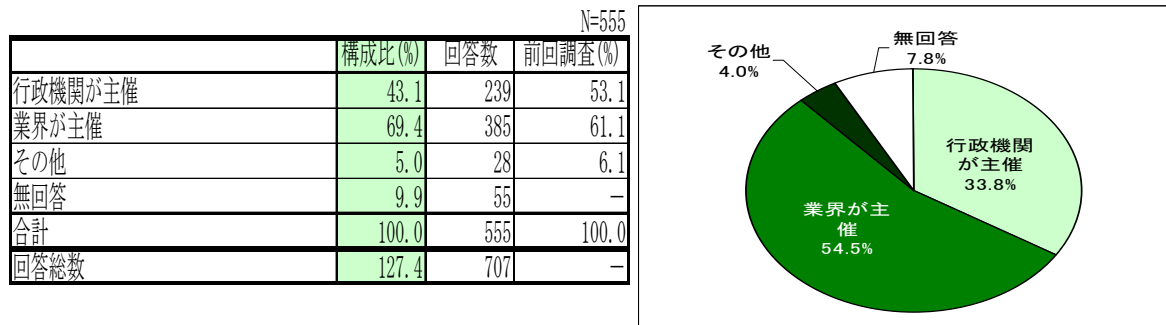 N=555
構成比(%) 回答数 前回調査(%)
行政機関が主催 43.1 239 53.1
業界が主催 69.4 385 61.1
その他 5.0 28 6.1
無回答 9.9 55 －
合計 100.0 555 100.0
回答総数 127.4 707 －
無回答
7.8%
その他
4.0%
行政機関
が主催
33.8%
業界が主
催
54.5%